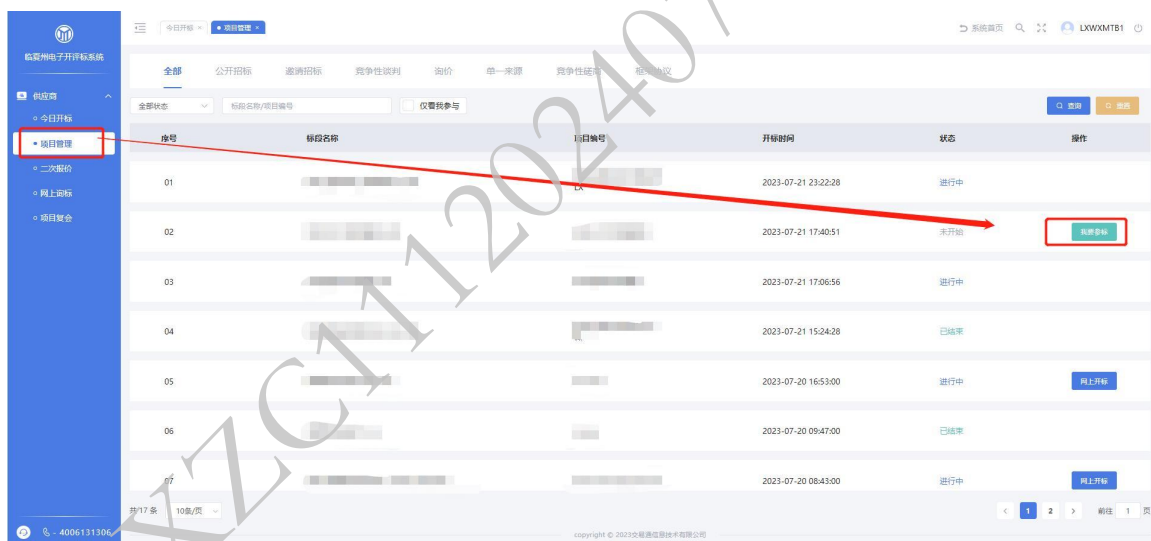 临夏州电子开评标系统
供应商
今日开标
项目管理
二次报价
网上询标
项目复会
4006131306
今日开标 ×
项目管理 ×
系统首页
LXWXMTB1
全部 公开招标 邀请招标 竞争性谈判 询价 单一来源 竞争性磋商
全部状态 标段名称/项目编号 仅看我参与 查询
序号 标段名称 项目编号 开标时间 状态 操作
01 2023-07-21 23:22:28 进行中
02 2023-07-21 17:40:51 未开始 我要参标
03 2023-07-21 17:06:56 进行中
04 2023-07-21 15:24:28 已结束
05 2023-07-20 16:53:00 进行中 网上开标
06 2023-07-20 09:47:00 已结束
07 2023-07-20 08:43:00 进行中 网上开标
共 17 条 10条/页 < 1 2 > 前往 1 页
copyright © 2023交易通信息技术有限公司